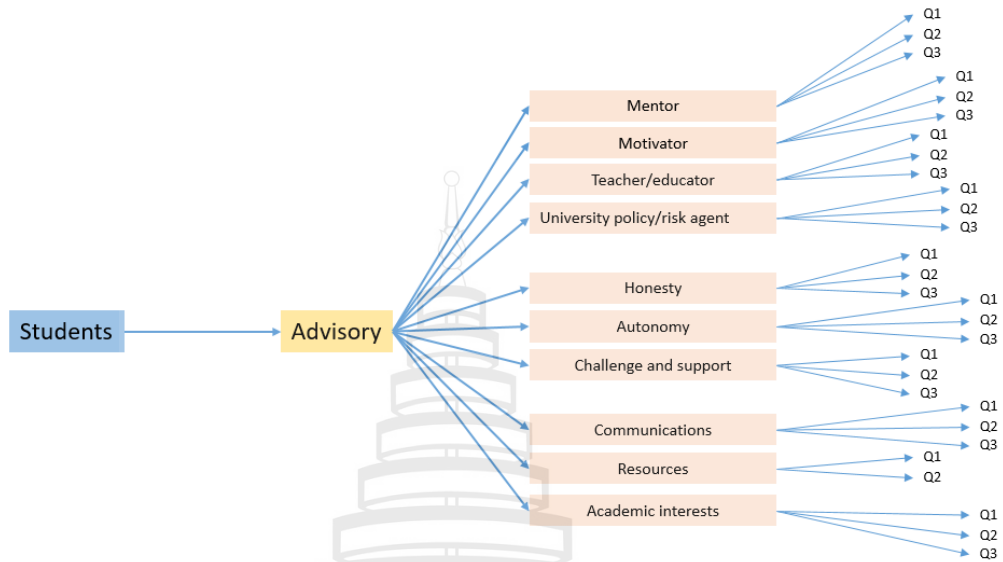 Students
Advisory
Mentor
Q1
Q2
Q3
Motivator
Q1
Q2
Q3
Teacher/educator
Q1
Q2
Q3
University policy/risk agent
Q1
Q2
Q3
Honesty
Q1
Q2
Q3
Autonomy
Q1
Q2
Q3
Challenge and support
Q1
Q2
Q3
Communications
Q1
Q2
Q3
Resources
Q1
Q2
Academic interests
Q1
Q2
Q3